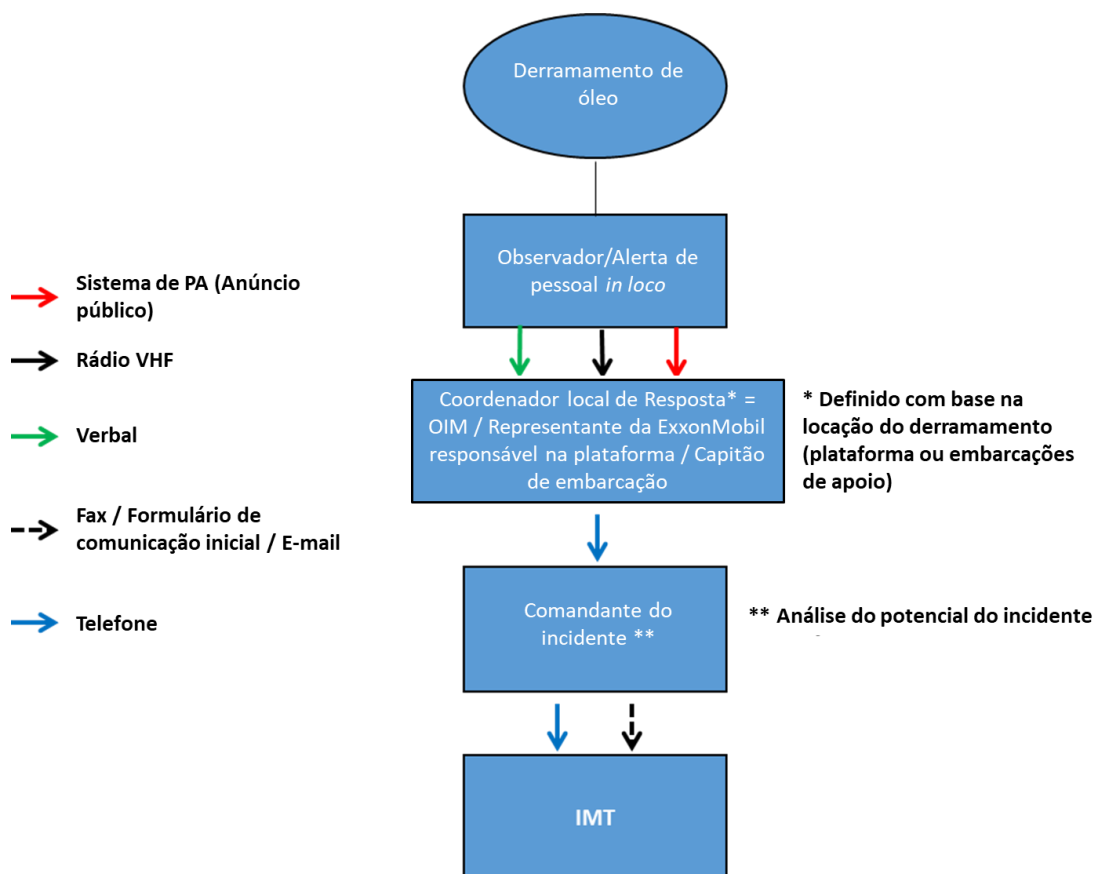 Derramamento de
óleo
Observador/Alerta de
pessoal in loco
Sistema de PA (Anúncio
público)
Rádio VHF
Verbal
Fax / Formulário de
comunicação inicial / E-mail
Telefone
Coordenador local de Resposta* =
OIM / Representante da ExxonMobil
responsável na plataforma / Capitão
de embarcação
* Definido com base na
locação do derramamento
(plataforma ou embarcações
de apoio)
Comandante do
incidente **
** Análise do potencial do incidente
IMT